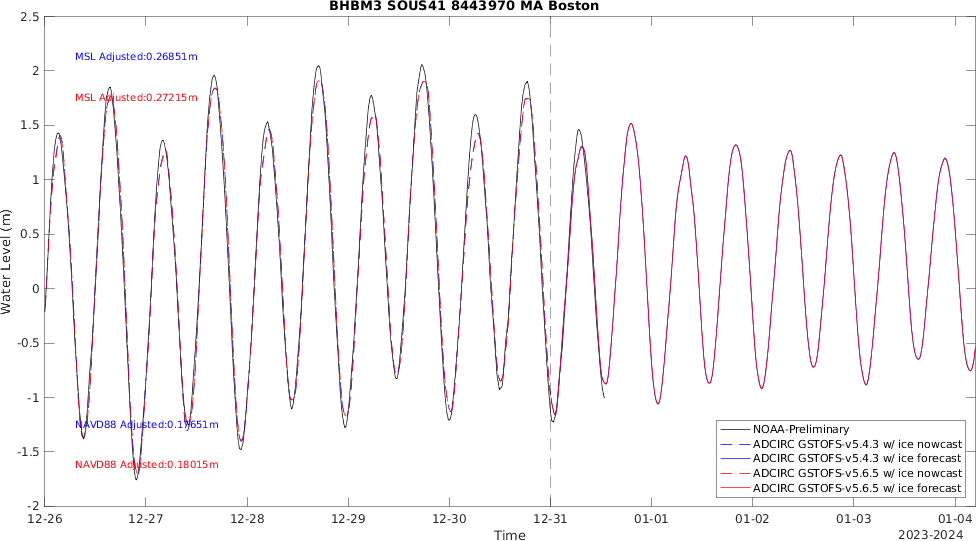 BHBM3 SOUS41 8443970 MA Boston
2.5
2
1.5
1
0.5
0
-0.5
-1
-1.5
-2
Water Level (m)
MSL Adjusted:0.26851m
MSL Adjusted:0.27215m
NAVD88 Adjusted:0.17651m
NAVD88 Adjusted:0.18015m
NOAA-Preliminary
ADCIRC GSTOFS-v5.4.3 w/ ice nowcast
ADCIRC GSTOFS-v5.4.3 w/ ice forecast
ADCIRC GSTOFS-v5.6.5 w/ ice nowcast
ADCIRC GSTOFS-v5.6.5 w/ ice forecast
12-26 12-27 12-28 12-29 12-30 12-31 01-01 01-02 01-03 01-04
Time
2023-2024